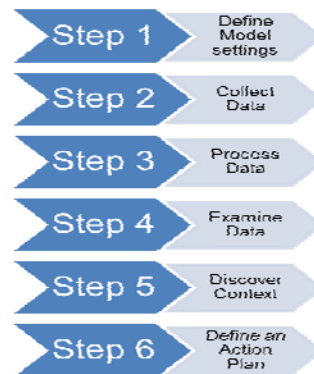 Step 1
Define
Model
settings
Step 2
Collect
Data
Step 3
Process
Data
Step 4
Examine
Data
Step 5
Discover
Context
Step 6
Define an
Action
Plan